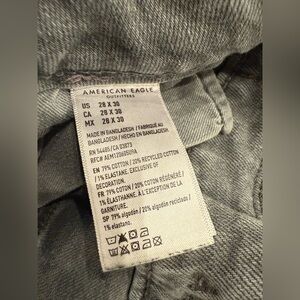 AMERICAN EAGLE
OUTFITTERS
US 28 X 30
CA 28 X 30
MX 28 X 30
MADE IN BANGLADESH / FABRIQUÉ AU
BANGLADESH / HECHO EN BANGLADESH
RN 54485/CA 03873
EN 79% COTTON / 20% RECYCLED COTTON
/ 1% ELASTANE. EXCLUSIVE OF
DECORATION.
FR 79% COTON / 20% COTON RÉGÉNÉRÉ /
1% ÉLASTHANNE / À L'EXCLUSION DE LA
GARNITURE.
SP 79% algodón / 20% algodón reciclado /
1% elastano.